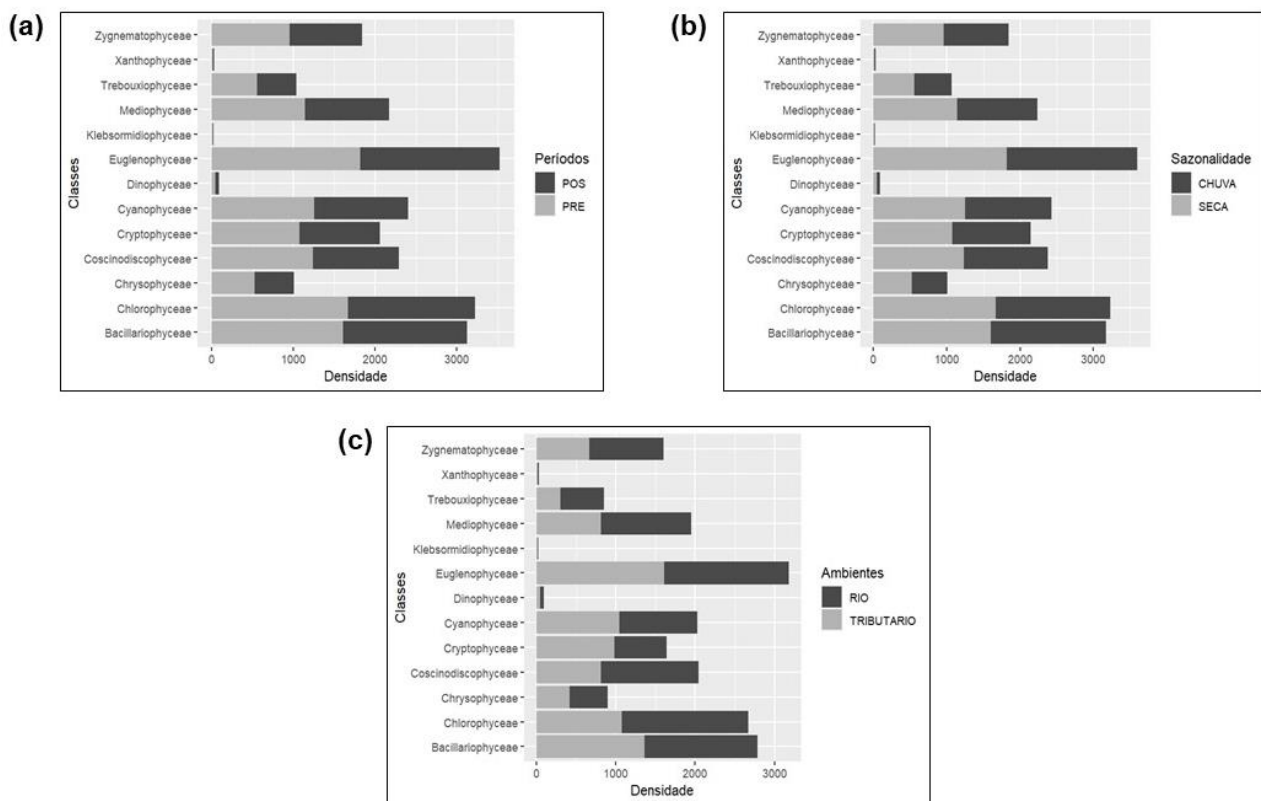 (a)
Zygnematophyceae
Xanthophyceae
Trebouxiophyceae
Mediophyceae
Klebsormidiophyceae
Euglenophyceae
Dinophyceae
Cyanophyceae
Cryptophyceae
Coscinodiscophyceae
Chrysophyceae
Chlorophyceae
Bacillariophyceae
Classes
0 1000 2000 3000
Densidade
Períodos
POS
PRE
(b)
Zygnematophyceae
Xanthophyceae
Trebouxiophyceae
Mediophyceae
Klebsormidiophyceae
Euglenophyceae
Dinophyceae
Cyanophyceae
Cryptophyceae
Coscinodiscophyceae
Chrysophyceae
Chlorophyceae
Bacillariophyceae
Classes
0 1000 2000 3000
Densidade
Sazonalidade
CHUVA
SECA
(c)
Zygnematophyceae
Xanthophyceae
Trebouxiophyceae
Mediophyceae
Klebsormidiophyceae
Euglenophyceae
Dinophyceae
Cyanophyceae
Cryptophyceae
Coscinodiscophyceae
Chrysophyceae
Chlorophyceae
Bacillariophyceae
Classes
0 1000 2000 3000
Densidade
Ambientes
RIO
TRIBUTARIO